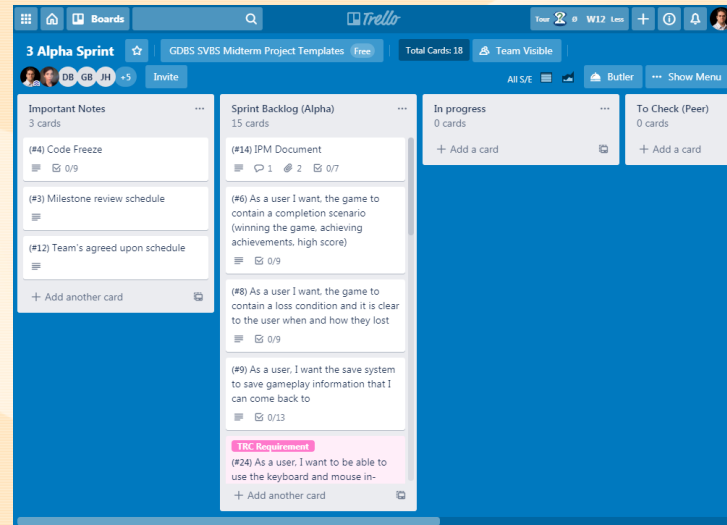 Boards
Trello
Tour Ø W12 Less
3 Alpha Sprint
GDBS SVBS Midterm Project Templates Free
Total Cards: 18
Team Visible
DB GB JH +5 Invite
All S/E
Butler
... Show Menu
Important Notes
3 cards
(#4) Code Freeze
0/9
(#3) Milestone review schedule
(#12) Team's agreed upon schedule
+ Add another card
Sprint Backlog (Alpha)
15 cards
(#14) IPM Document
1 2 0/7
(#6) As a user I want, the game to
contain a completion scenario
(winning the game, achieving
achievements, high score)
0/9
(#8) As a user I want, the game to
contain a loss condition and it is clear
to the user when and how they lost
0/9
(#9) As a user, I want the save system
to save gameplay information that I
can come back to
0/13
TRC Requirement
(#24) As a user, I want to be able to
use the keyboard and mouse in-
+ Add another card
In progress
0 cards
+ Add a card
To Check (Peer)
0 cards
+ Add a card